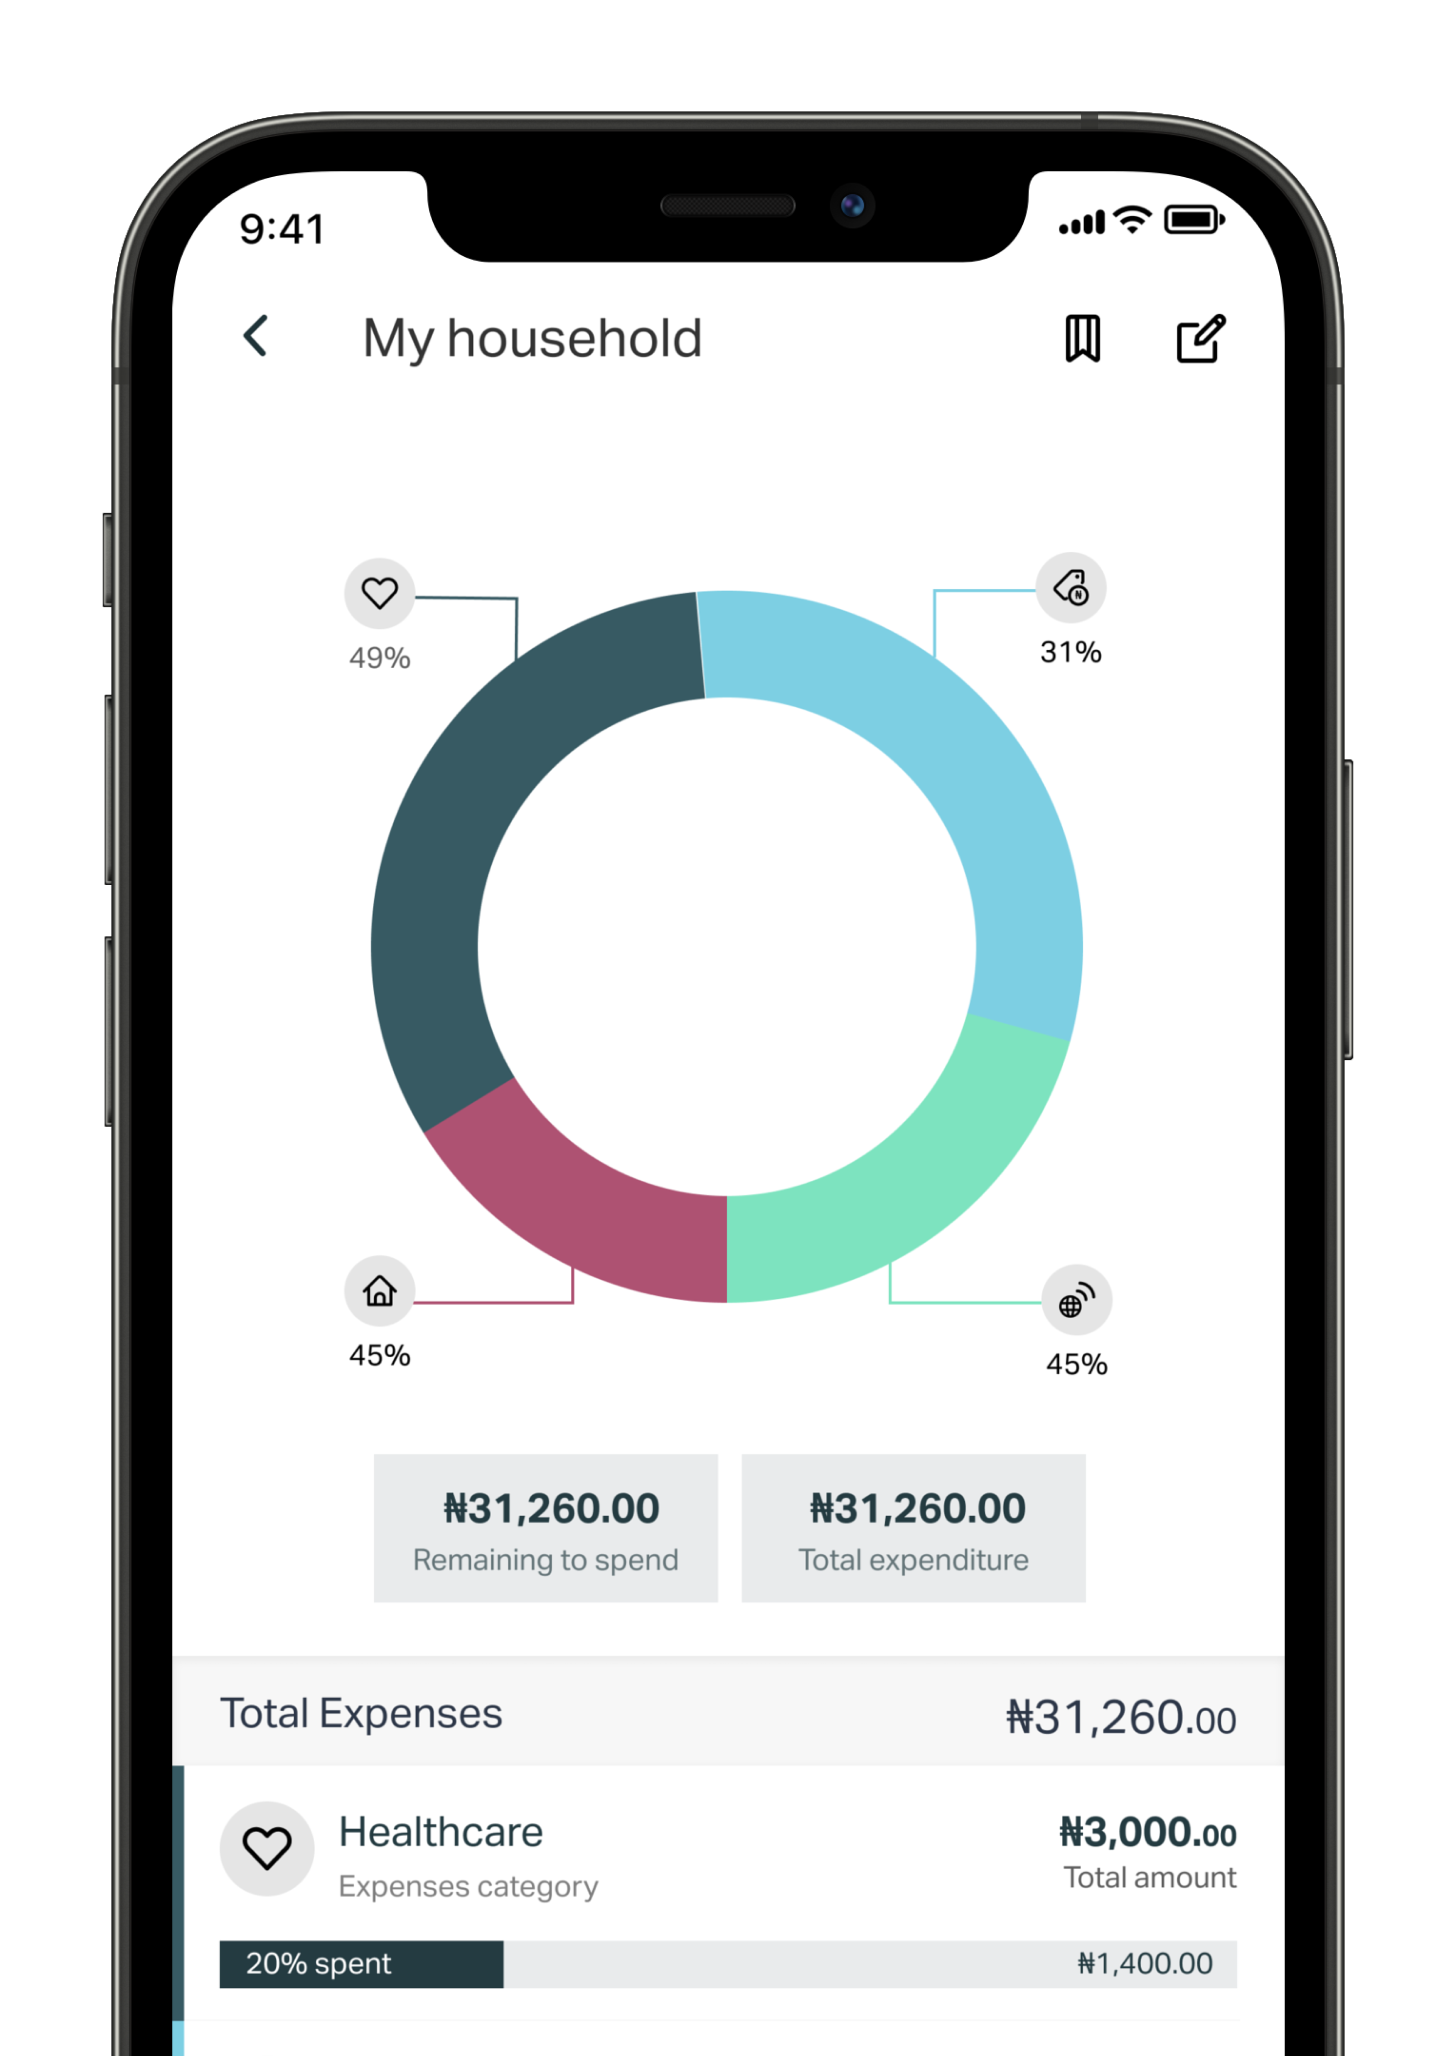 9:41
My household
49%
31%
45%
45%
₦31,260.00
Remaining to spend
₦31,260.00
Total expenditure
Total Expenses
₦31,260.00
Healthcare
₦3,000.00
Expenses category
Total amount
20% spent
₦1,400.00